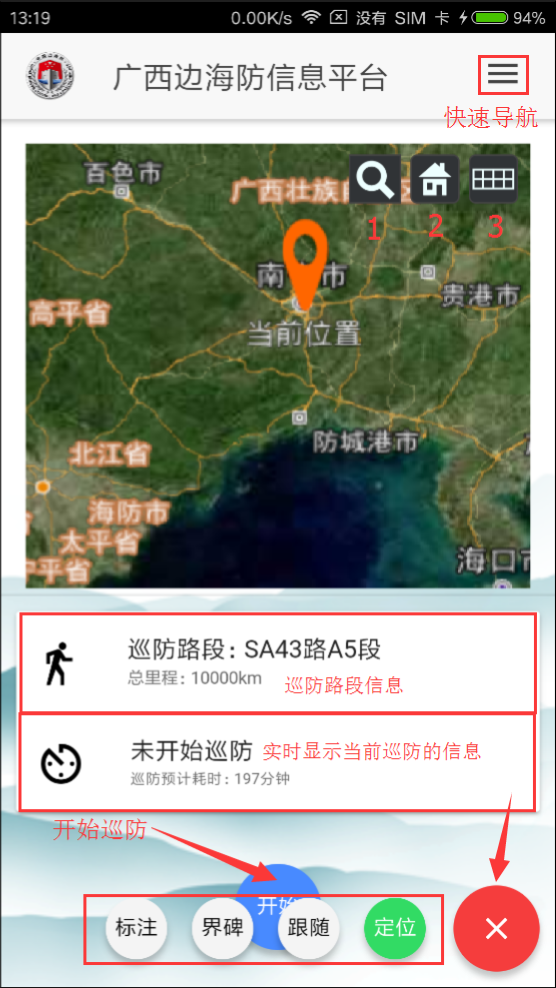 13:19 0.00K/s 没有 SIM 卡 94%
广西边海防信息平台
快速导航
百色市
广西壮族自 区
1 2 3
南 市
贵港市
高平省
当前位置
防城港市
北江省
海防市
太平省
宁平省
海口市
巡防路段: SA43路A5段
总里程: 10000km 巡防路段信息
未开始巡防 实时显示当前巡防的信息
巡防预计耗时: 197分钟
开始巡防
开始
标注 界碑 跟随 定位